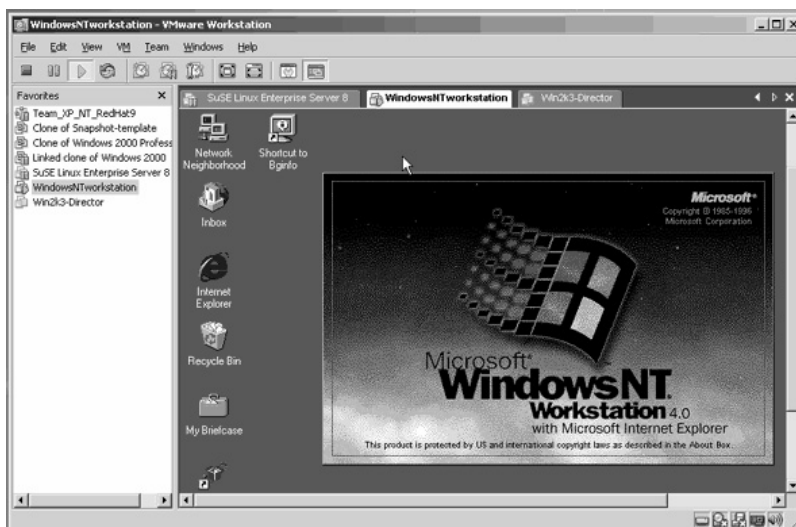 WindowsNTworkstation - VMware Workstation
File Edit View VM Team Windows Help
Favorites
Team_XP_NT_RedHat9
Clone of Snapshot-template
Clone of Windows 2000 Profess
Linked clone of Windows 2000
SuSE Linux Enterprise Server 8
WindowsNTworkstation
Win2k3-Director
SuSE Linux Enterprise Server 8 WindowsNTworkstation Win2k3-Director
Network Neighborhood
Shortcut to Bginfo
Inbox
Internet Explorer
Recycle Bin
My Briefcase
Microsoft
Copyright © 1985-1996
Microsoft Corporation
Microsoft
Windows NT
Workstation 4.0
with Microsoft Internet Explorer
This product is protected by US and international copyright laws as described in the About Box.